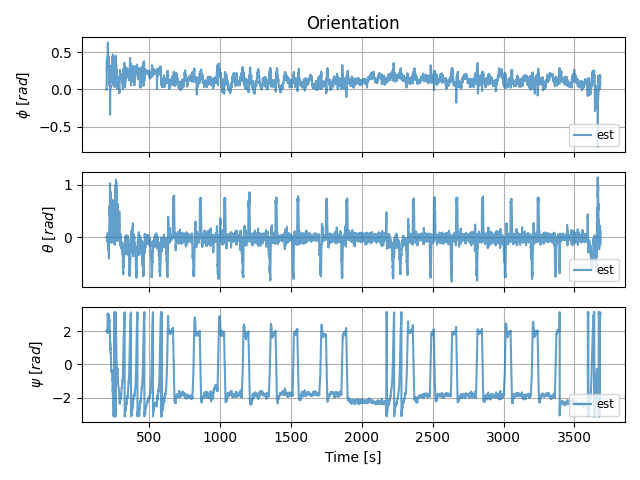 Orientation
ϕ [rad]
0.5
0.0
−0.5
est
θ [rad]
1
0
est
ψ [rad]
2
0
−2
est
500 1000 1500 2000 2500 3000 3500
Time [s]